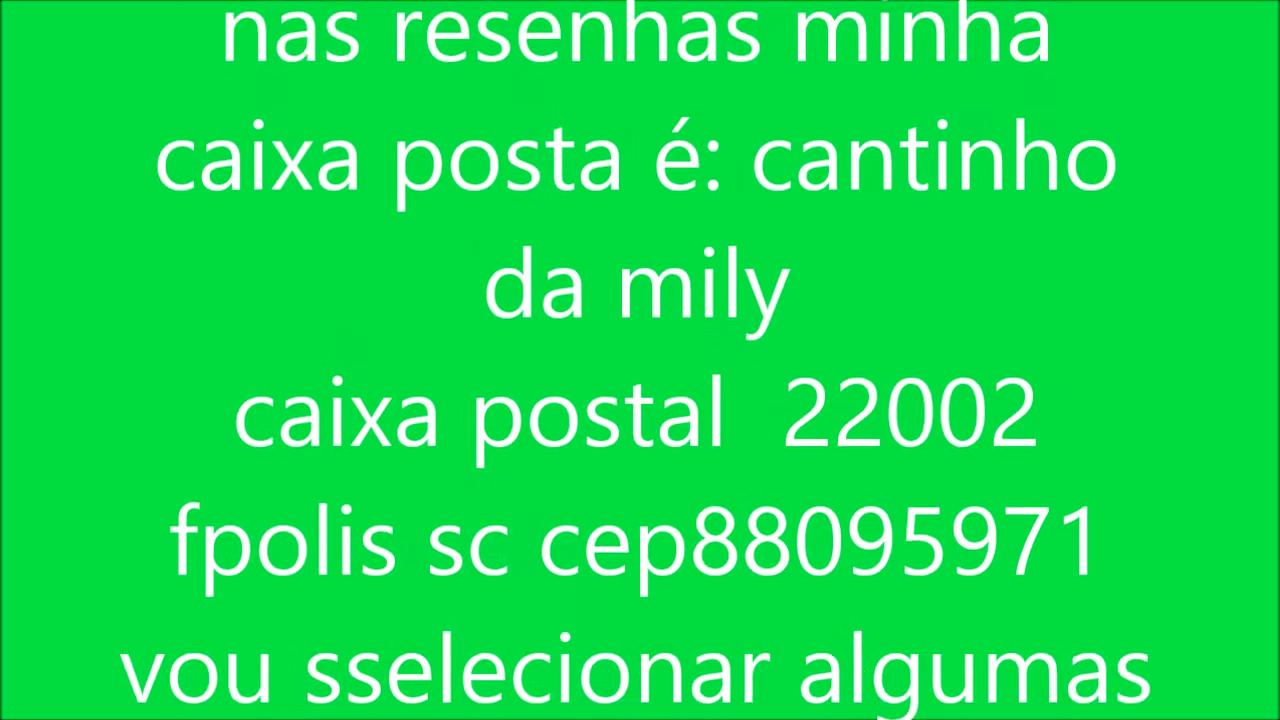 nas resenhas minha
caixa posta é: cantinho
da mily
caixa postal  22002
fpolis sc cep88095971
vou sselecionar algumas